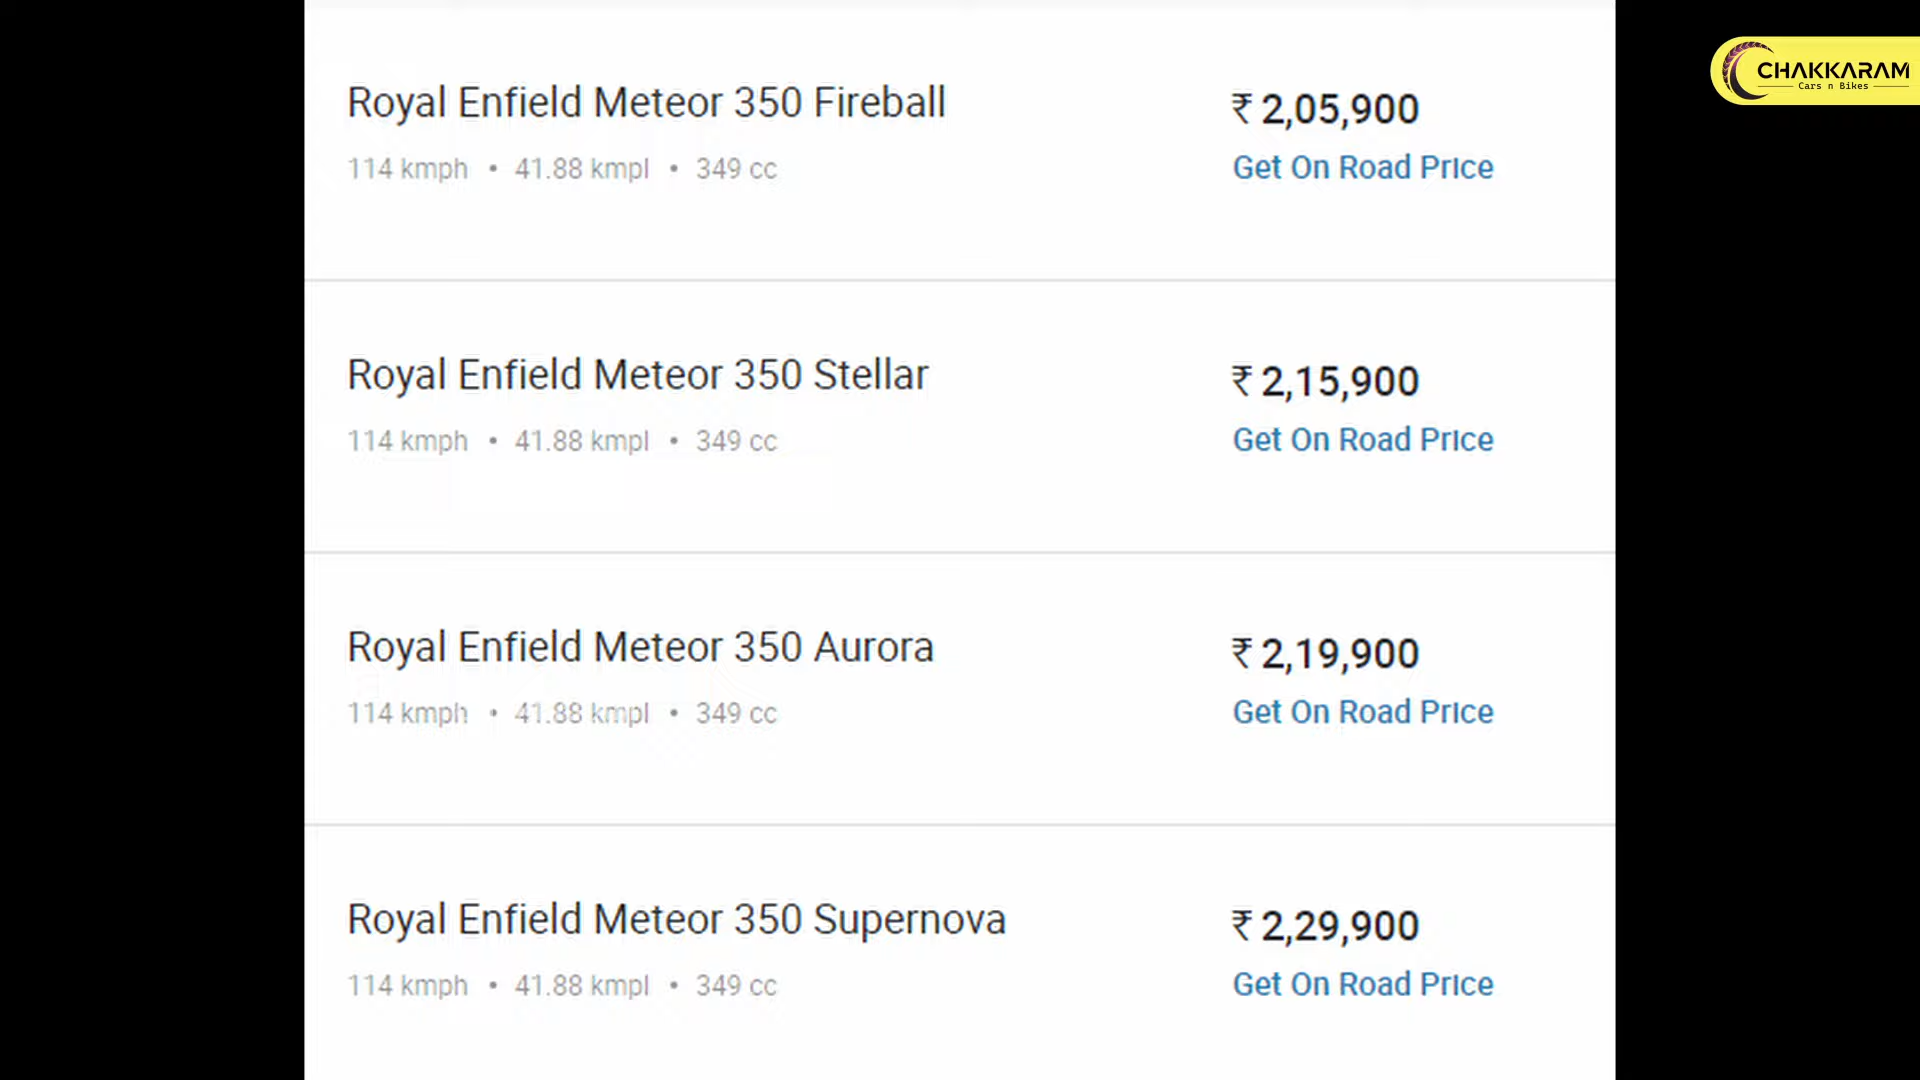 CHAKKARAM
Cars n Bikes
Royal Enfield Meteor 350 Fireball
₹ 2,05,900
114 kmph • 41.88 kmpl • 349 cc
Get On Road Price
Royal Enfield Meteor 350 Stellar
₹ 2,15,900
114 kmph • 41.88 kmpl • 349 cc
Get On Road Price
Royal Enfield Meteor 350 Aurora
₹ 2,19,900
114 kmph • 41.88 kmpl • 349 cc
Get On Road Price
Royal Enfield Meteor 350 Supernova
₹ 2,29,900
114 kmph • 41.88 kmpl • 349 cc
Get On Road Price